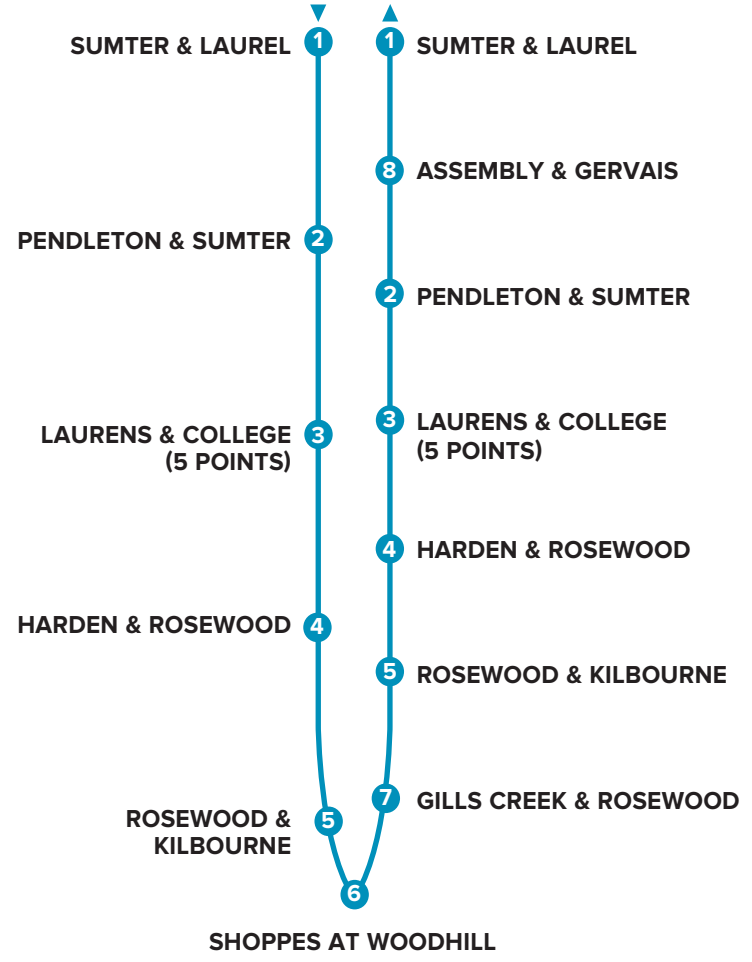 SUMTER & LAUREL 1
PENDLETON & SUMTER 2
LAURENS & COLLEGE 3
(5 POINTS)
HARDEN & ROSEWOOD 4
ROSEWOOD & 5
KILBOURNE
6
SHOPPES AT WOODHILL
1 SUMTER & LAUREL
8 ASSEMBLY & GERVAIS
2 PENDLETON & SUMTER
3 LAURENS & COLLEGE
(5 POINTS)
4 HARDEN & ROSEWOOD
5 ROSEWOOD & KILBOURNE
7 GILLS CREEK & ROSEWOOD